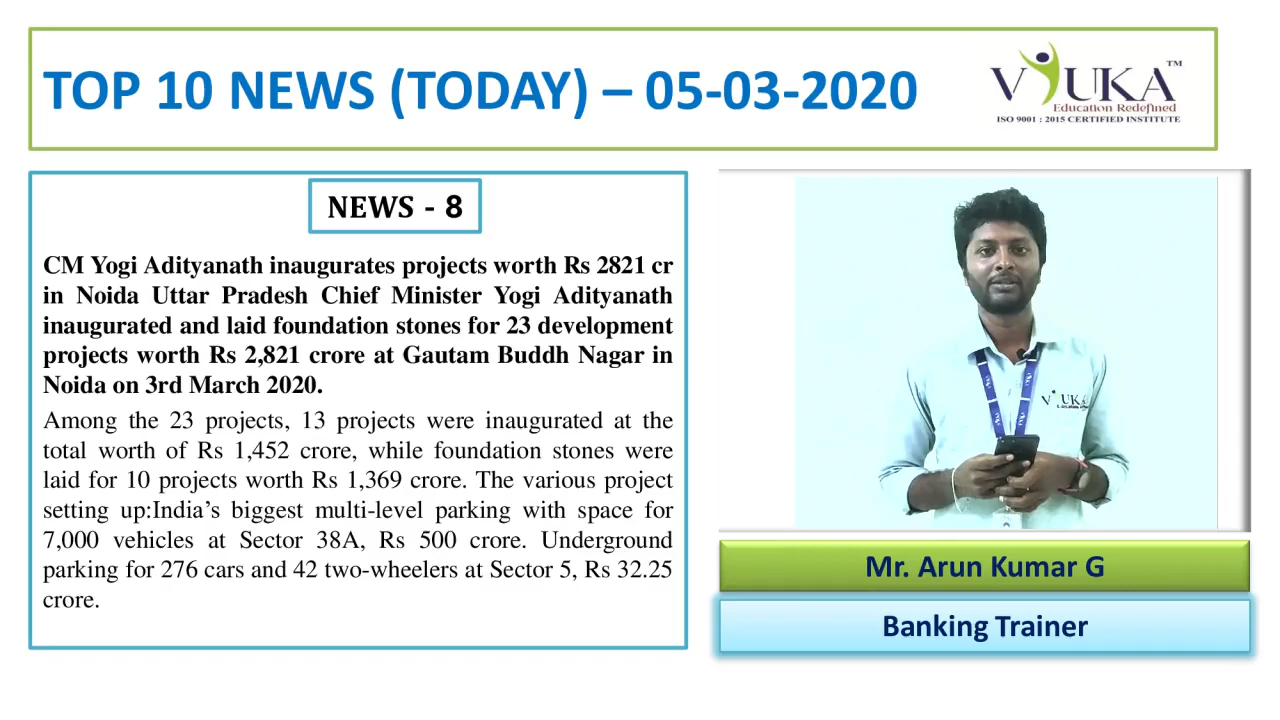 TOP 10 NEWS (TODAY) – 05-03-2020
VYUKA™
Education Redefined
ISO 9001 : 2015 CERTIFIED INSTITUTE
NEWS - 8
CM Yogi Adityanath inaugurates projects worth Rs 2821 cr
in Noida Uttar Pradesh Chief Minister Yogi Adityanath
inaugurated and laid foundation stones for 23 development
projects worth Rs 2,821 crore at Gautam Buddh Nagar in
Noida on 3rd March 2020.
Among the 23 projects, 13 projects were inaugurated at the
total worth of Rs 1,452 crore, while foundation stones were
laid for 10 projects worth Rs 1,369 crore. The various project
setting up:India’s biggest multi-level parking with space for
7,000 vehicles at Sector 38A, Rs 500 crore. Underground
parking for 276 cars and 42 two-wheelers at Sector 5, Rs 32.25
crore.
VYUKA
Mr. Arun Kumar G
Banking Trainer